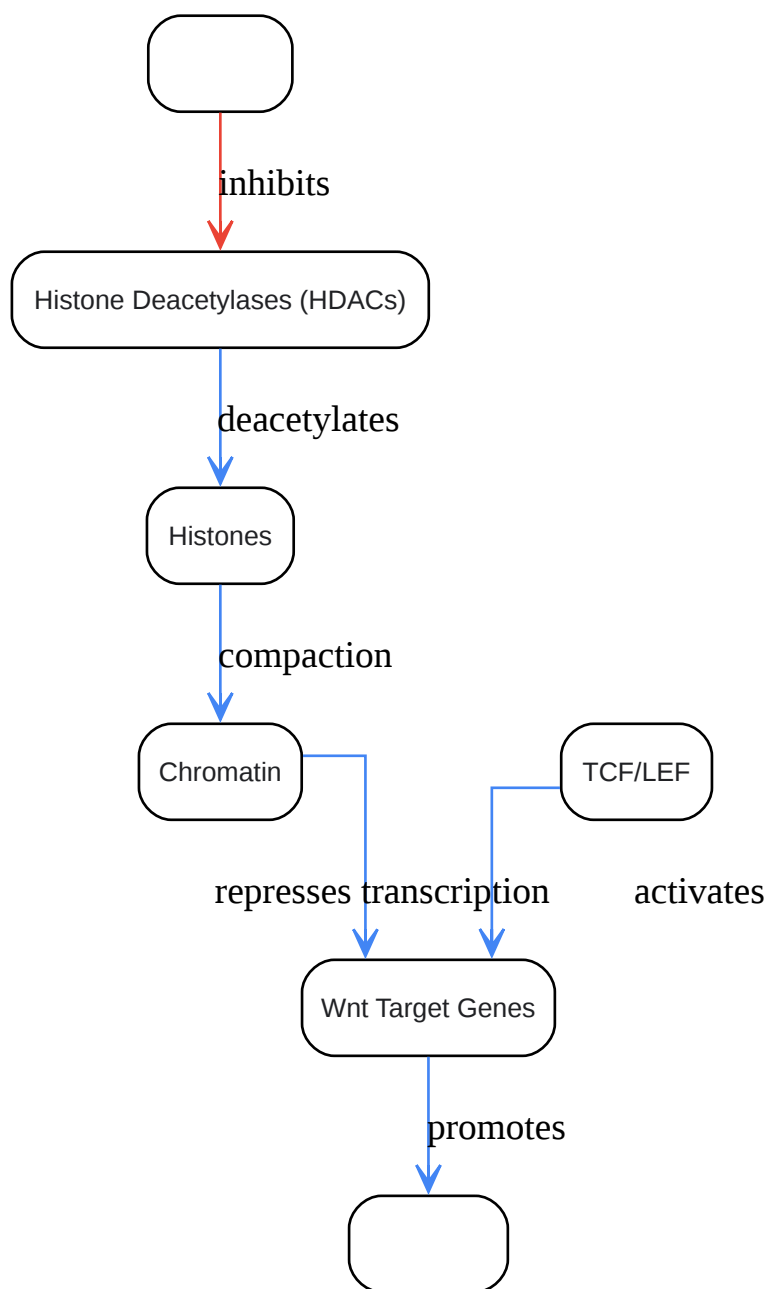 inhibits
Histone Deacetylases (HDACs)
deacetylates
Histones
compaction
Chromatin
TCF/LEF
represses transcription
activates
Wnt Target Genes
promotes